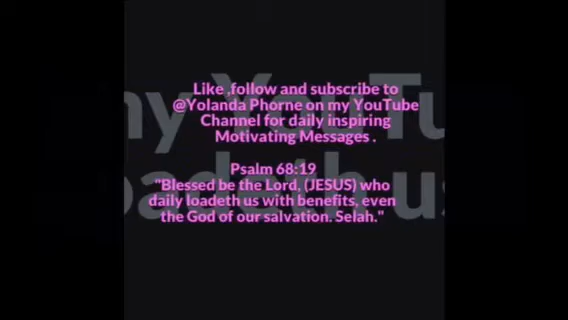 Like ,follow and subscribe to
@Yolanda Phorne on my YouTube
Channel for daily inspiring
Motivating Messages .
Psalm 68:19
"Blessed be the Lord, (JESUS) who
daily loadeth us with benefits, even
the God of our salvation. Selah."